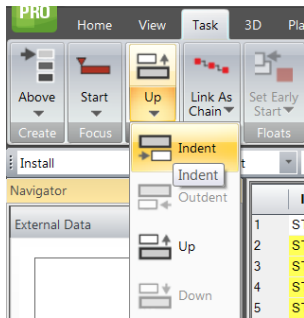 PRO
Home View Task 3D
Above Start Up Link As Chain Set Early Start
Create Focus Floats
Install t
Indent
Indent
Navigator
Outdent
External Data
Up
Down
1 S
2 S
3 S
4 S
5 S